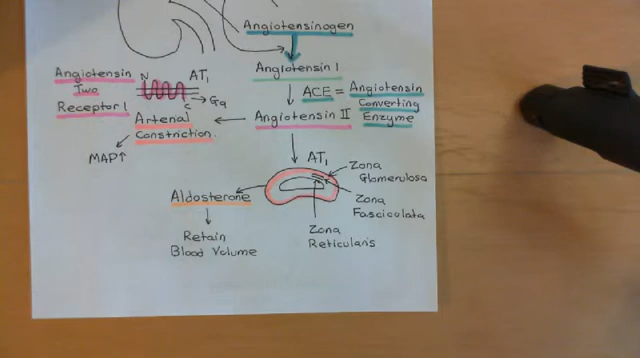 Angiotensinogen
Angiotensin I
ACE = Angiotensin
Converting
Enzyme
Angiotensin II
Angiotensin
Two
Receptor 1
N
AT1
C
Gq
Arterial
Constriction.
MAP↑
AT1
Zona
Glomerulosa
Zona
Fasciculata
Zona
Reticularis
Aldosterone
Retain
Blood Volume